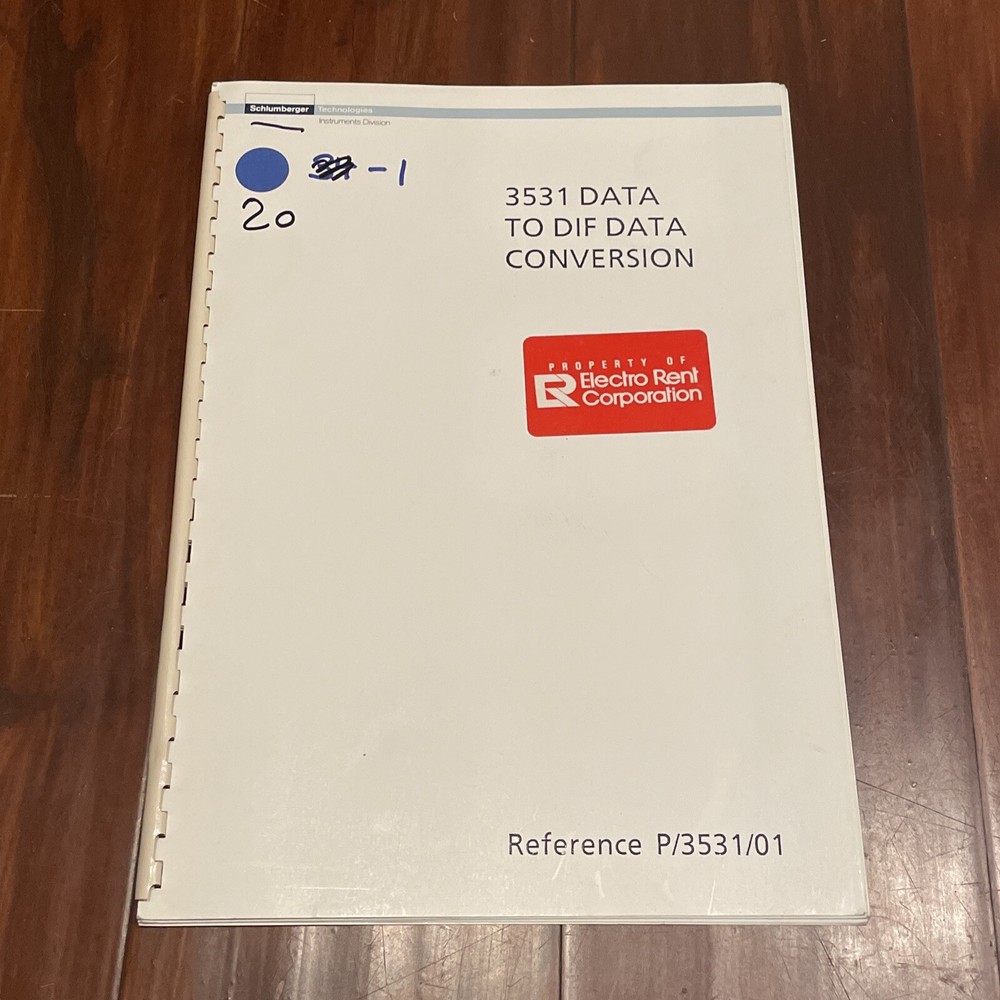 Schlumberger Technologies
Instruments Division
- 1
20
3531 DATA
TO DIF DATA
CONVERSION
PROPERTY OF
ER Electro Rent
Corporation
Reference P/3531/01